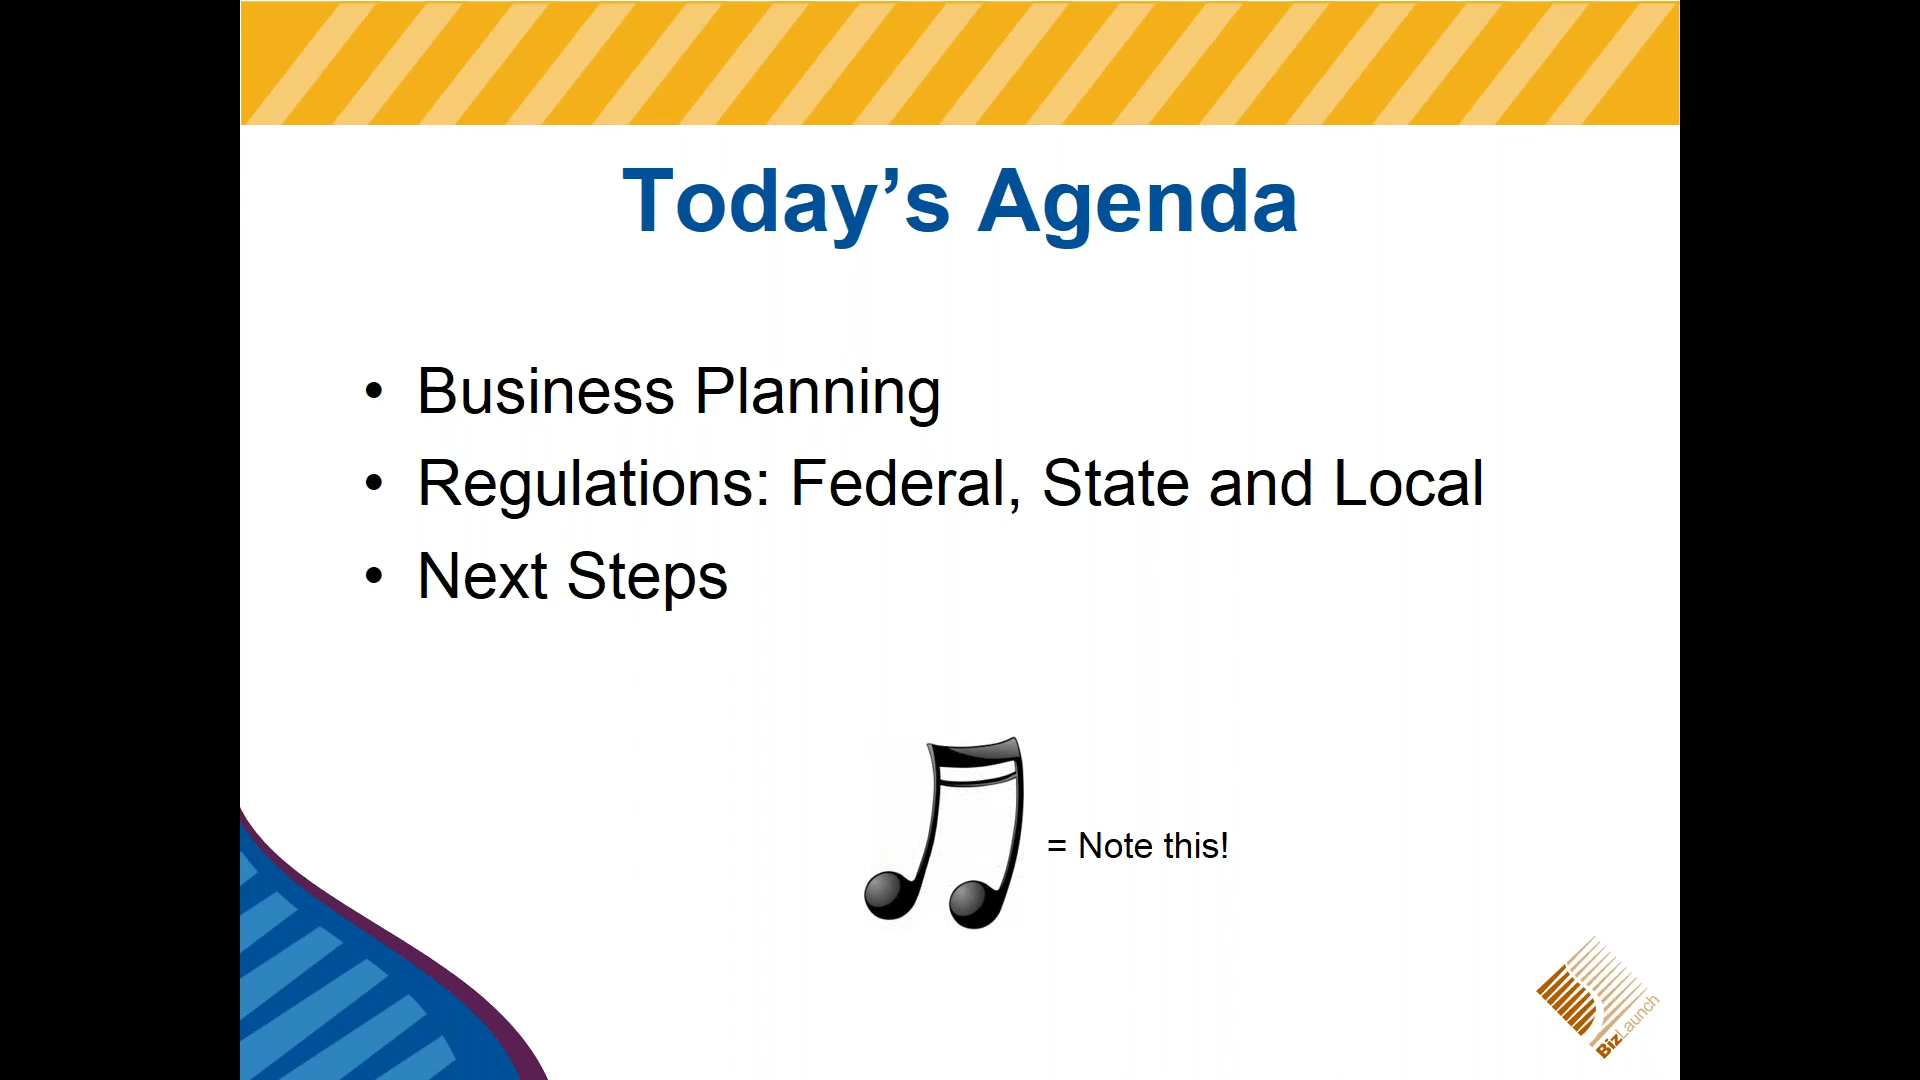 Today’s Agenda
• Business Planning
• Regulations: Federal, State and Local
• Next Steps
= Note this!
BizLaunch